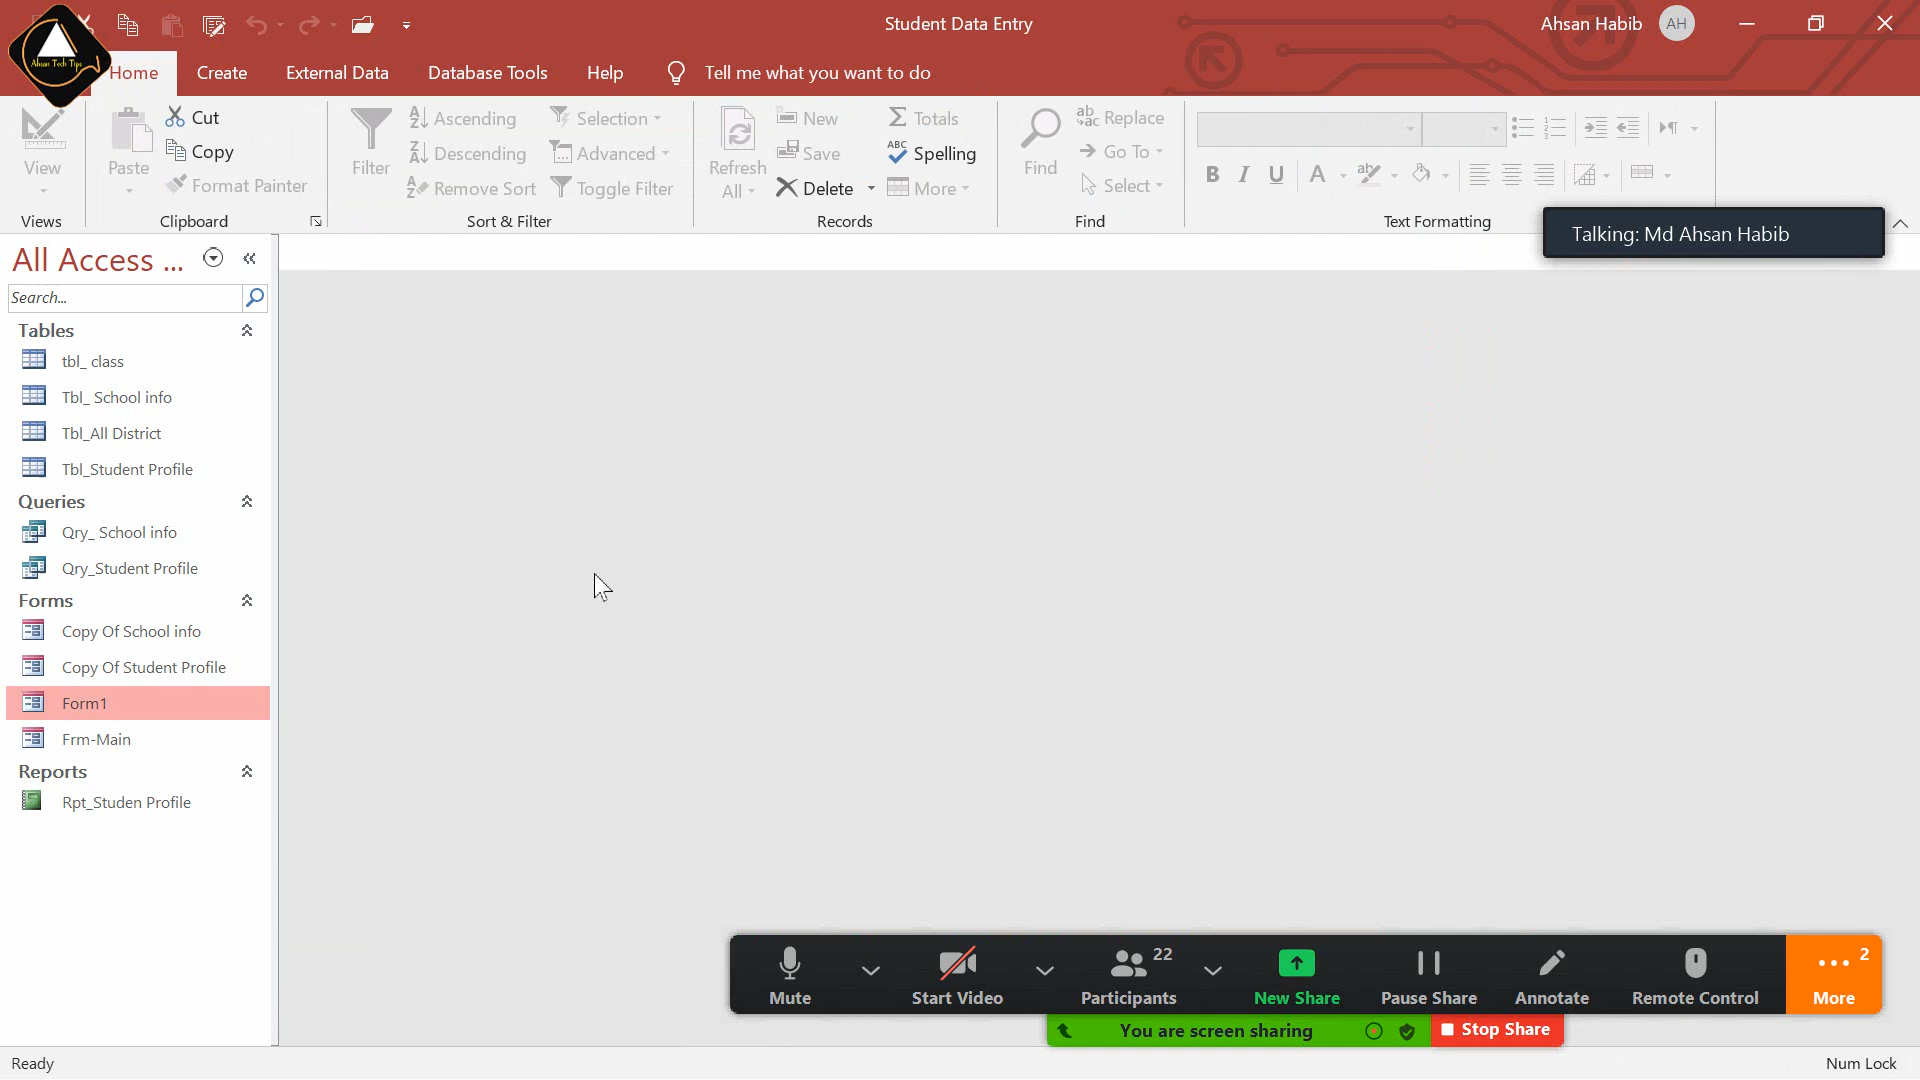 Student Data Entry
Ahsan Habib AH
Ahsan Tech Tips
Home Create External Data Database Tools Help Tell me what you want to do
View
Views
Paste
Cut
Copy
Format Painter
Clipboard
Filter
Ascending
Descending
Remove Sort
Selection
Advanced
Toggle Filter
Sort & Filter
Refresh
All
New
Save
Delete
Totals
Spelling
More
Records
Find
Replace
Go To
Select
Find
B I U A
Text Formatting
Talking: Md Ahsan Habib
All Access ...
Search...
Tables
tbl_ class
Tbl_ School info
Tbl_All District
Tbl_Student Profile
Queries
Qry_ School info
Qry_Student Profile
Forms
Copy Of School info
Copy Of Student Profile
Form1
Frm-Main
Reports
Rpt_Studen Profile
Mute
Start Video
Participants 22
New Share
Pause Share
Annotate
Remote Control
More 2
You are screen sharing
Stop Share
Ready
Num Lock